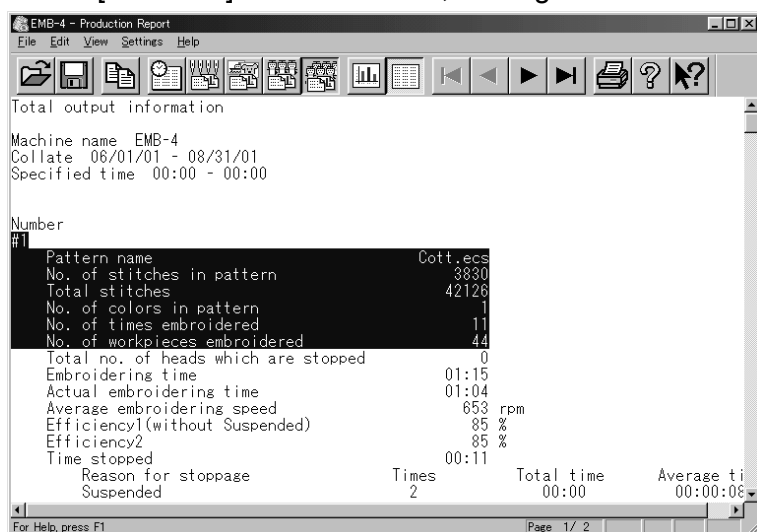 EMB-4 - Production Report
File Edit View Settings Help
Total output information
Machine name EMB-4
Collate 06/01/01 - 08/31/01
Specified time 00:00 - 00:00
Number
#1
Pattern name Cott.ecs
No. of stitches in pattern 3830
Total stitches 42126
No. of colors in pattern 1
No. of times embroidered 11
No. of workpieces embroidered 44
Total no. of heads which are stopped 0
Embroidering time 01:15
Actual embroidering time 01:04
Average embroidering speed 653 rpm
Efficiency1(without Suspended) 85 %
Efficiency2 85 %
Time stopped 00:11
Reason for stoppage Times Total time Average ti
Suspended 2 00:00 00:00:08
For Help, press F1 Page 1/ 2